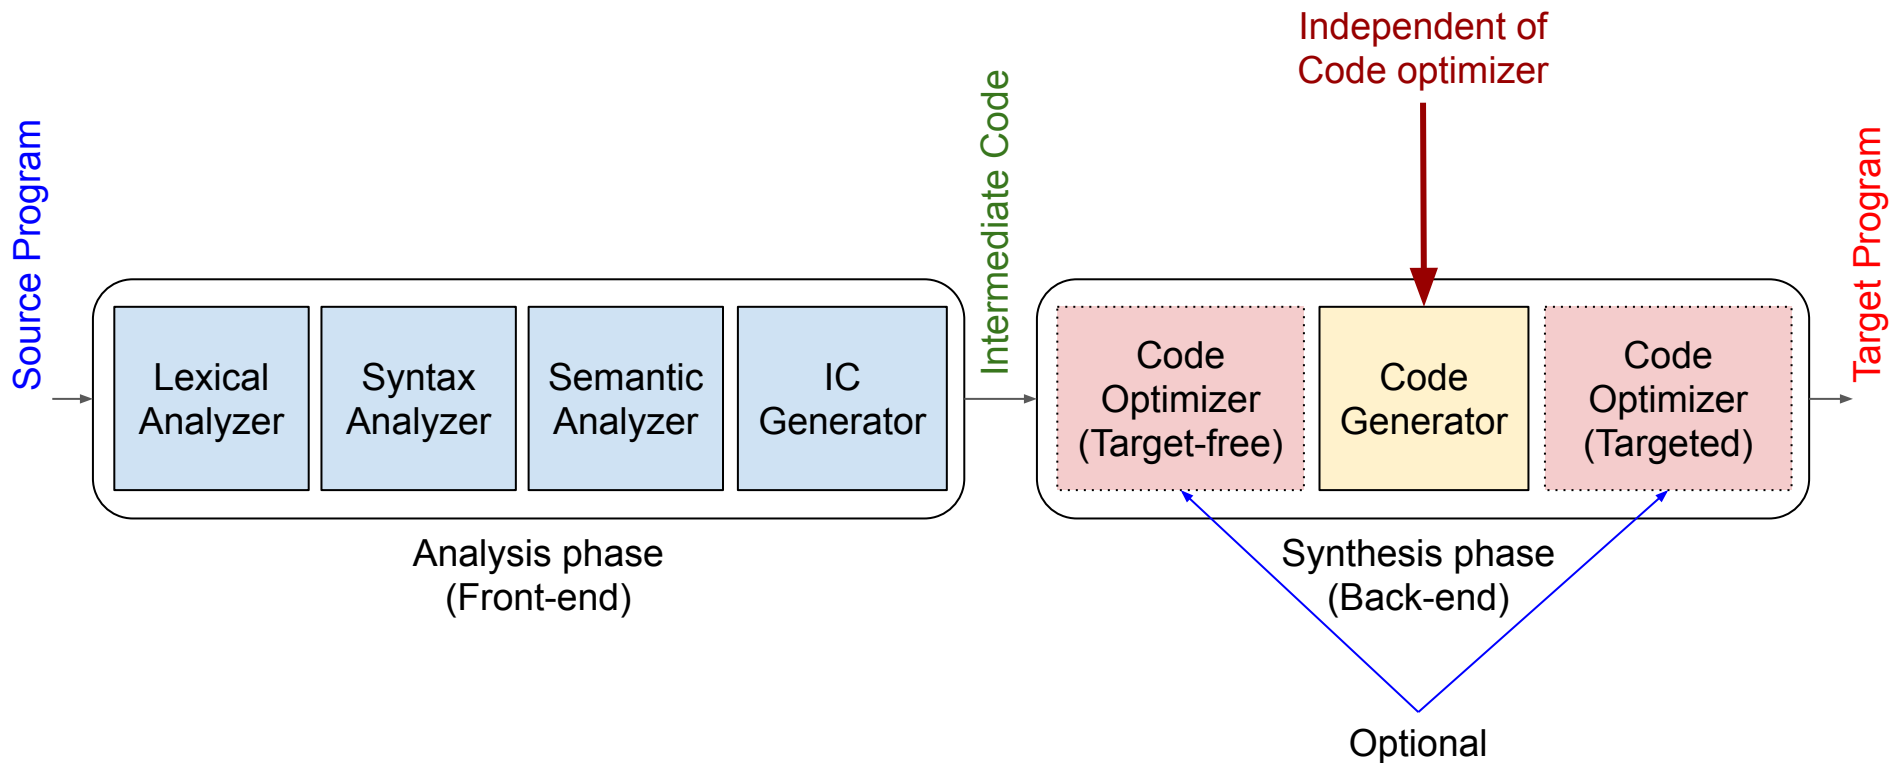 Independent of
Code optimizer
Source Program
Intermediate Code
Target Program
Lexical
Analyzer
Syntax
Analyzer
Semantic
Analyzer
IC
Generator
Code
Optimizer
(Target-free)
Code
Generator
Code
Optimizer
(Targeted)
Analysis phase
(Front-end)
Synthesis phase
(Back-end)
Optional